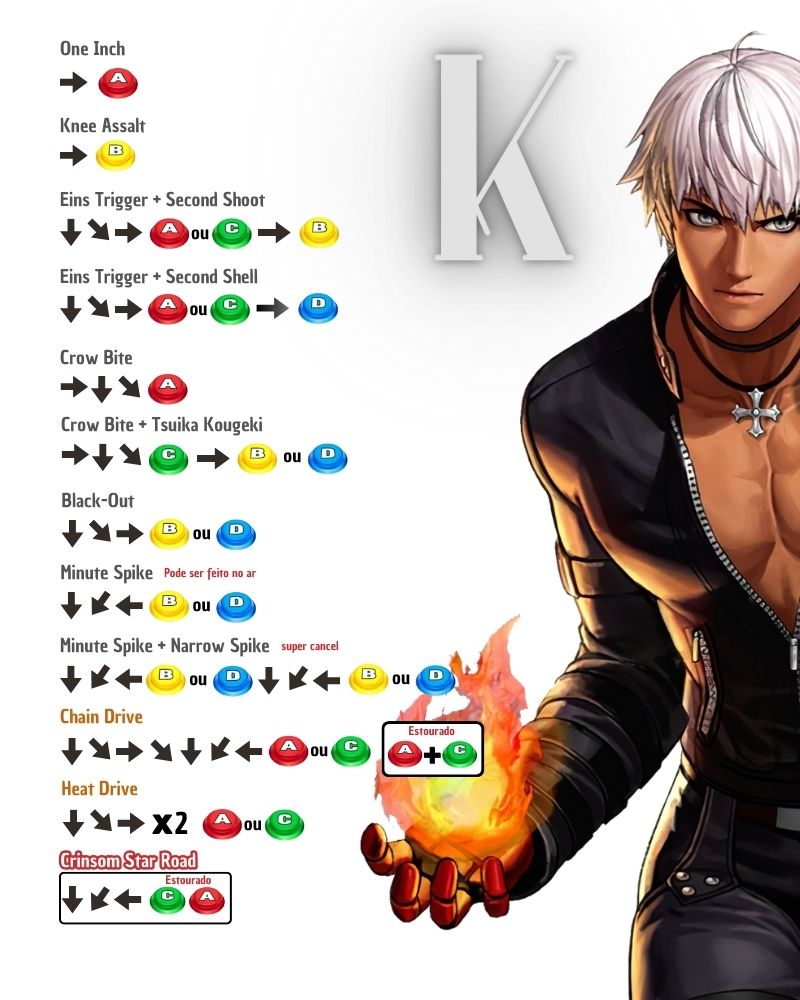 K
One Inch
→ A
Knee Assalt
→ B
Eins Trigger + Second Shoot
↓ ↘ → A ou C → B
Eins Trigger + Second Shell
↓ ↘ → A ou C → D
Crow Bite
→ ↓ ↘ A
Crow Bite + Tsuika Kougeki
→ ↓ ↘ C → B ou D
Black-Out
↓ ↘ → B ou D
Minute Spike Pode ser feito no ar
↓ ↙ ← B ou D
Minute Spike + Narrow Spike super cancel
↓ ↙ ← B ou D ↓ ↙ ← B ou D
Chain Drive
↓ ↘ → ↘ ↓ ↙ ← A ou C
Estourado
A + C
Heat Drive
↓ ↘ → x2 A ou C
Crinsom Star Road
Estourado
↓ ↙ ← C A